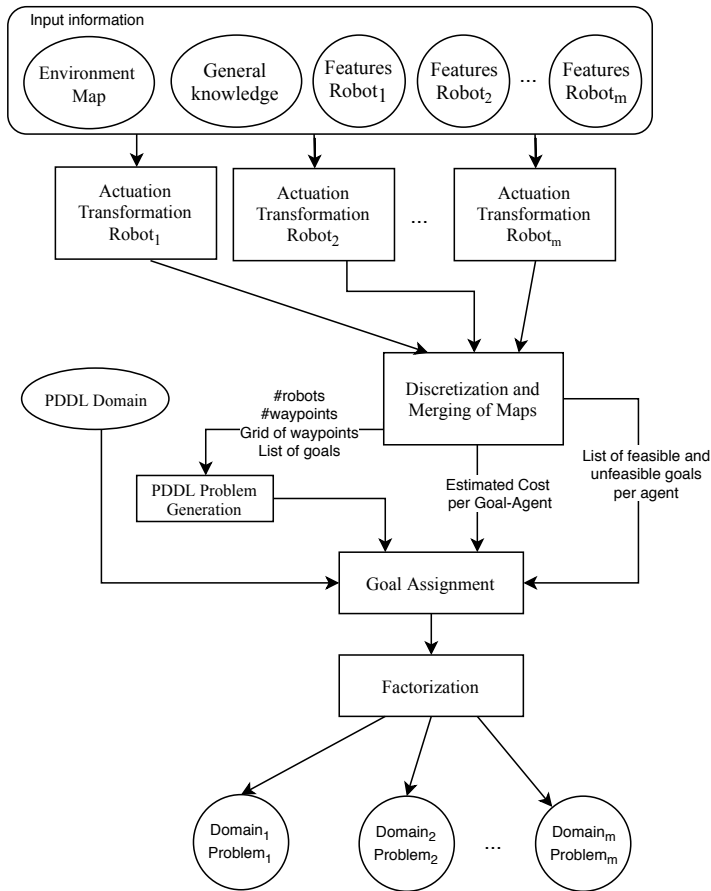 Input information
Environment
Map
General
knowledge
Features
Robot₁
Features
Robot₂
...
Features
Robotₘ
Actuation
Transformation
Robot₁
Actuation
Transformation
Robot₂
...
Actuation
Transformation
Robotₘ
Discretization and
Merging of Maps
PDDL Domain
#robots
#waypoints
Grid of waypoints
List of goals
PDDL Problem
Generation
Estimated Cost
per Goal-Agent
List of feasible and
unfeasible goals
per agent
Goal Assignment
Factorization
Domain₁
Problem₁
Domain₂
Problem₂
...
Domainₘ
Problemₘ